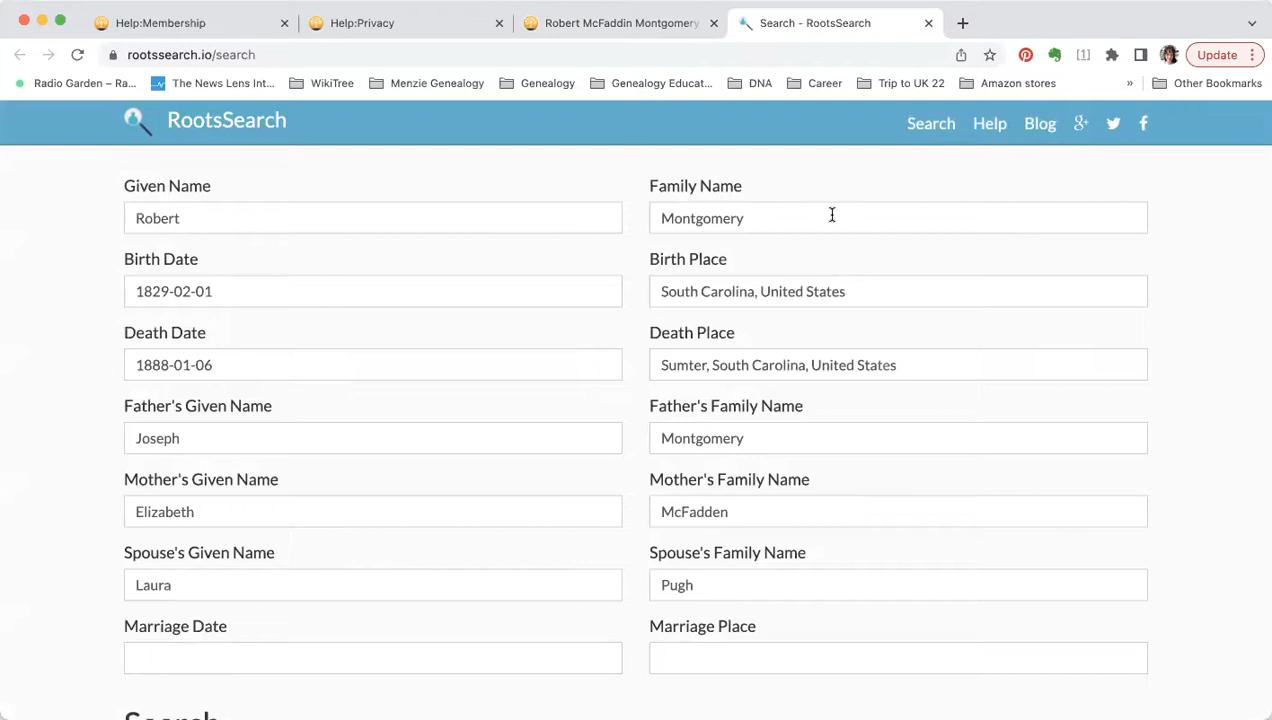 Help:Membership
Help:Privacy
Robert McFaddin Montgomery
Search - RootsSearch
rootssearch.io/search
[1]
Update
Radio Garden – Ra...
The News Lens Int...
WikiTree
Menzie Genealogy
Genealogy
Genealogy Educat...
DNA
Career
Trip to UK 22
Amazon stores
»
Other Bookmarks
RootsSearch
Search
Help
Blog
g+
Given Name
Family Name
Robert
Montgomery
Birth Date
Birth Place
1829-02-01
South Carolina, United States
Death Date
Death Place
1888-01-06
Sumter, South Carolina, United States
Father's Given Name
Father's Family Name
Joseph
Montgomery
Mother's Given Name
Mother's Family Name
Elizabeth
McFadden
Spouse's Given Name
Spouse's Family Name
Laura
Pugh
Marriage Date
Marriage Place
Search